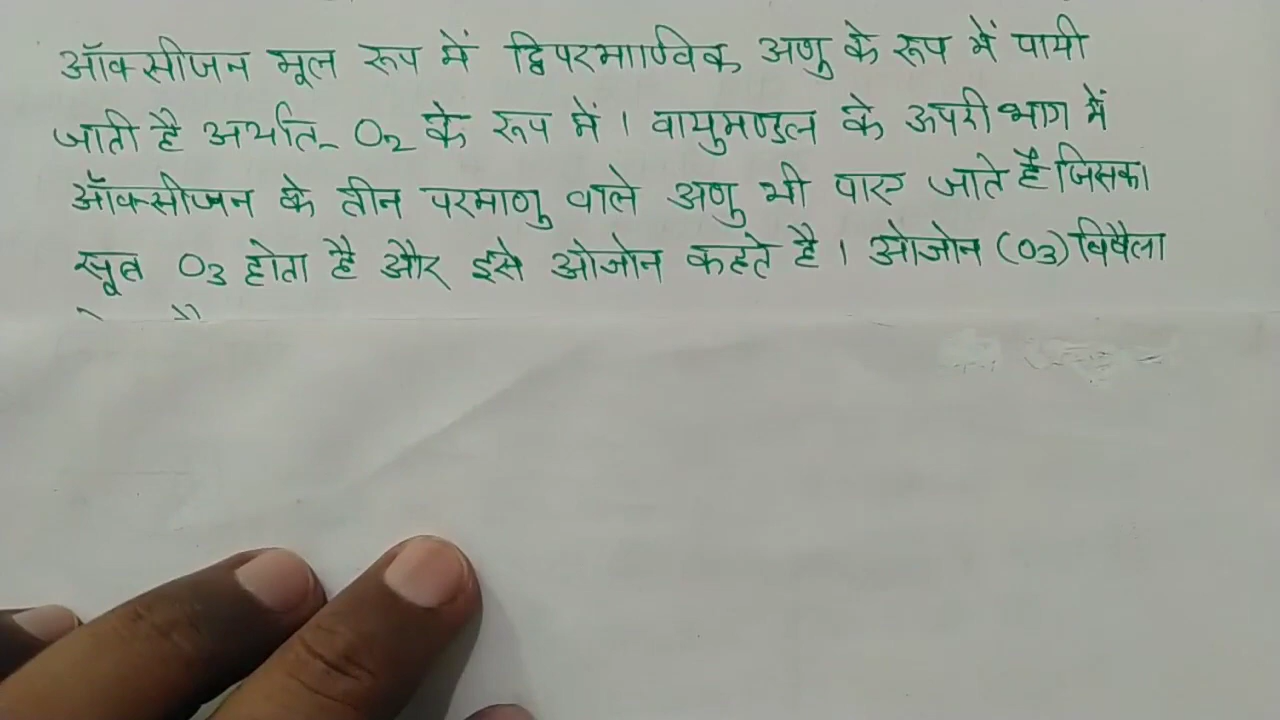 ऑक्सीजन मूल रूप में द्विपरमाण्विक अणु के रूप में पायी
जाती है अर्थात- O₂ के रूप में। वायुमण्डल के ऊपरी भाग में
ऑक्सीजन के तीन परमाणु वाले अणु भी पाए जाते है जिसका
सूत्र O₃ होता है और इसे ओजोन कहते है। ओजोन (O₃) विषैला